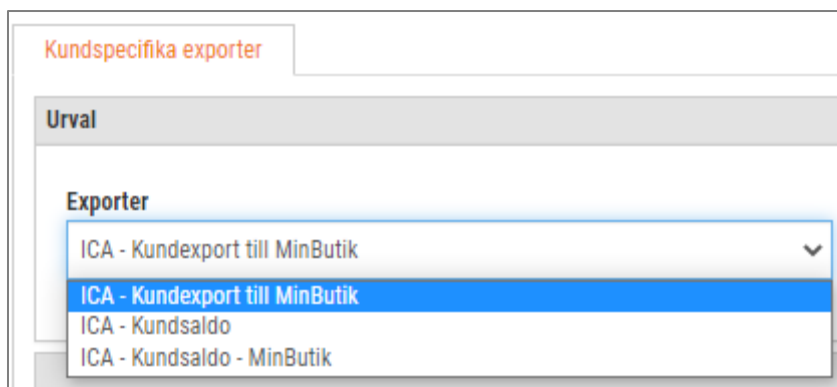 Kundspecifika exporter
Urval
Exporter
ICA - Kundexport till MinButik
ICA - Kundexport till MinButik
ICA - Kundsaldo
ICA - Kundsaldo - MinButik